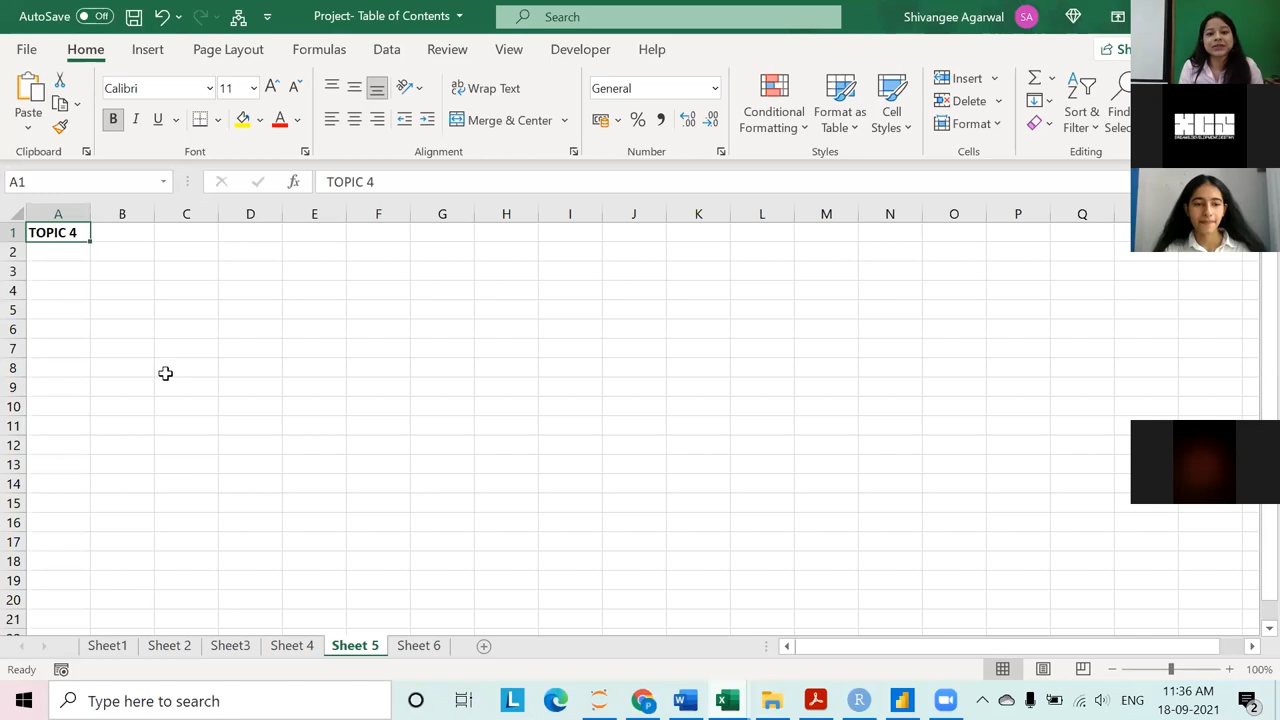 AutoSave Off Project- Table of Contents Search Shivangee Agarwal SA
File Home Insert Page Layout Formulas Data Review View Developer Help
Paste Calibri 11 Wrap Text General Conditional Formatting Format as Table Cell Styles Insert Sort & Filter
B I U Merge & Center Delete
Format
Clipboard Font Alignment Number Styles Cells Editing
A1 fx TOPIC 4
A B C D E F G H I J K L M N O P Q
1 TOPIC 4
2
3
4
5
6
7
8
9
10
11
12
13
14
15
16
17
18
19
20
21
Sheet1 Sheet 2 Sheet3 Sheet 4 Sheet 5 Sheet 6
Ready 100%
Type here to search ENG 11:36 AM
18-09-2021 2